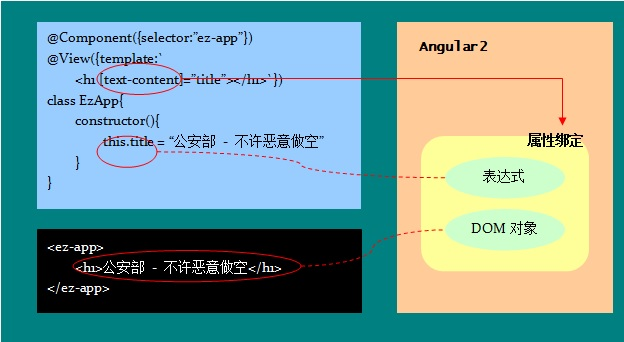 @Component({selector:"ez-app"})
@View({template:`
<h1 [text-content]="title"></h1>`})
class EzApp{
constructor(){
this.title = “公安部 - 不许恶意做空”
}
}
<ez-app>
<h1>公安部 - 不许恶意做空</h1>
</ez-app>
Angular2
属性绑定
表达式
DOM 对象